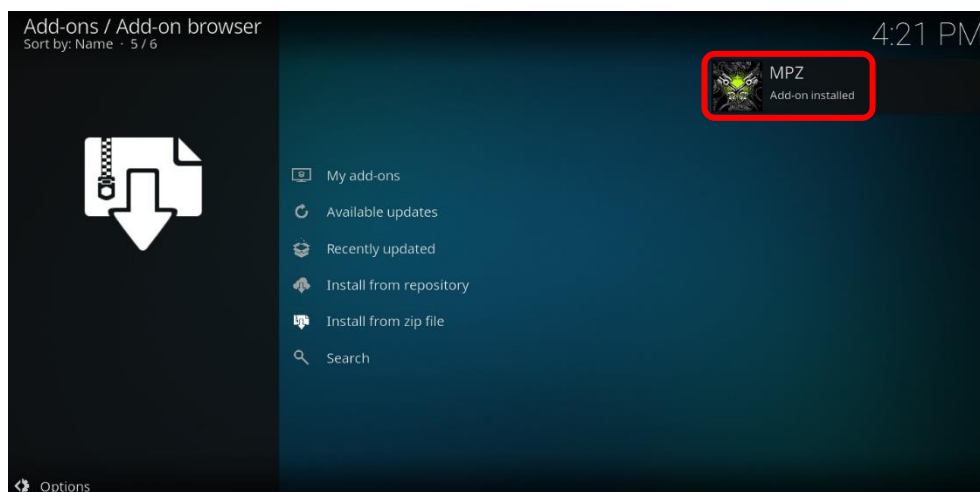 Add-ons / Add-on browser
Sort by: Name · 5 / 6
4:21 PM
MPZ
Add-on installed
My add-ons
Available updates
Recently updated
Install from repository
Install from zip file
Search
Options